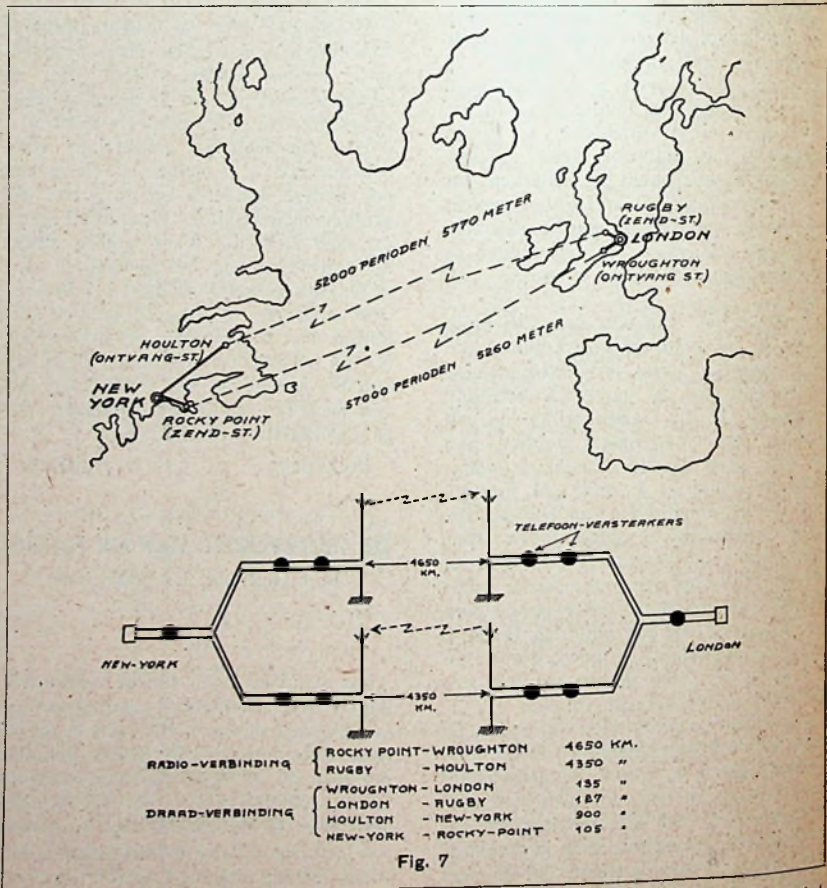 52000 PERIODEN 5770 METER
RUGBY
(ZEND-ST.)
LONDON
WROUGHTON
(ONTVANG ST.)
HOULTON
(ONTVANG-ST.)
NEW
YORK
ROCKY POINT
(ZEND-ST.)
57000 PERIODEN 5260 METER
TELEFOON-VERSTERKERS
4650
KM.
NEW-YORK
LONDON
4350
KM.
RADIO-VERBINDING { ROCKY POINT-WROUGHTON 4650 KM.
RUGBY - HOULTON 4350 "
DRAAD-VERBINDING { WROUGHTON - LONDON 135 "
LONDON - RUGBY 127 "
HOULTON - NEW-YORK 900 "
NEW-YORK - ROCKY-POINT 105 "
Fig. 7